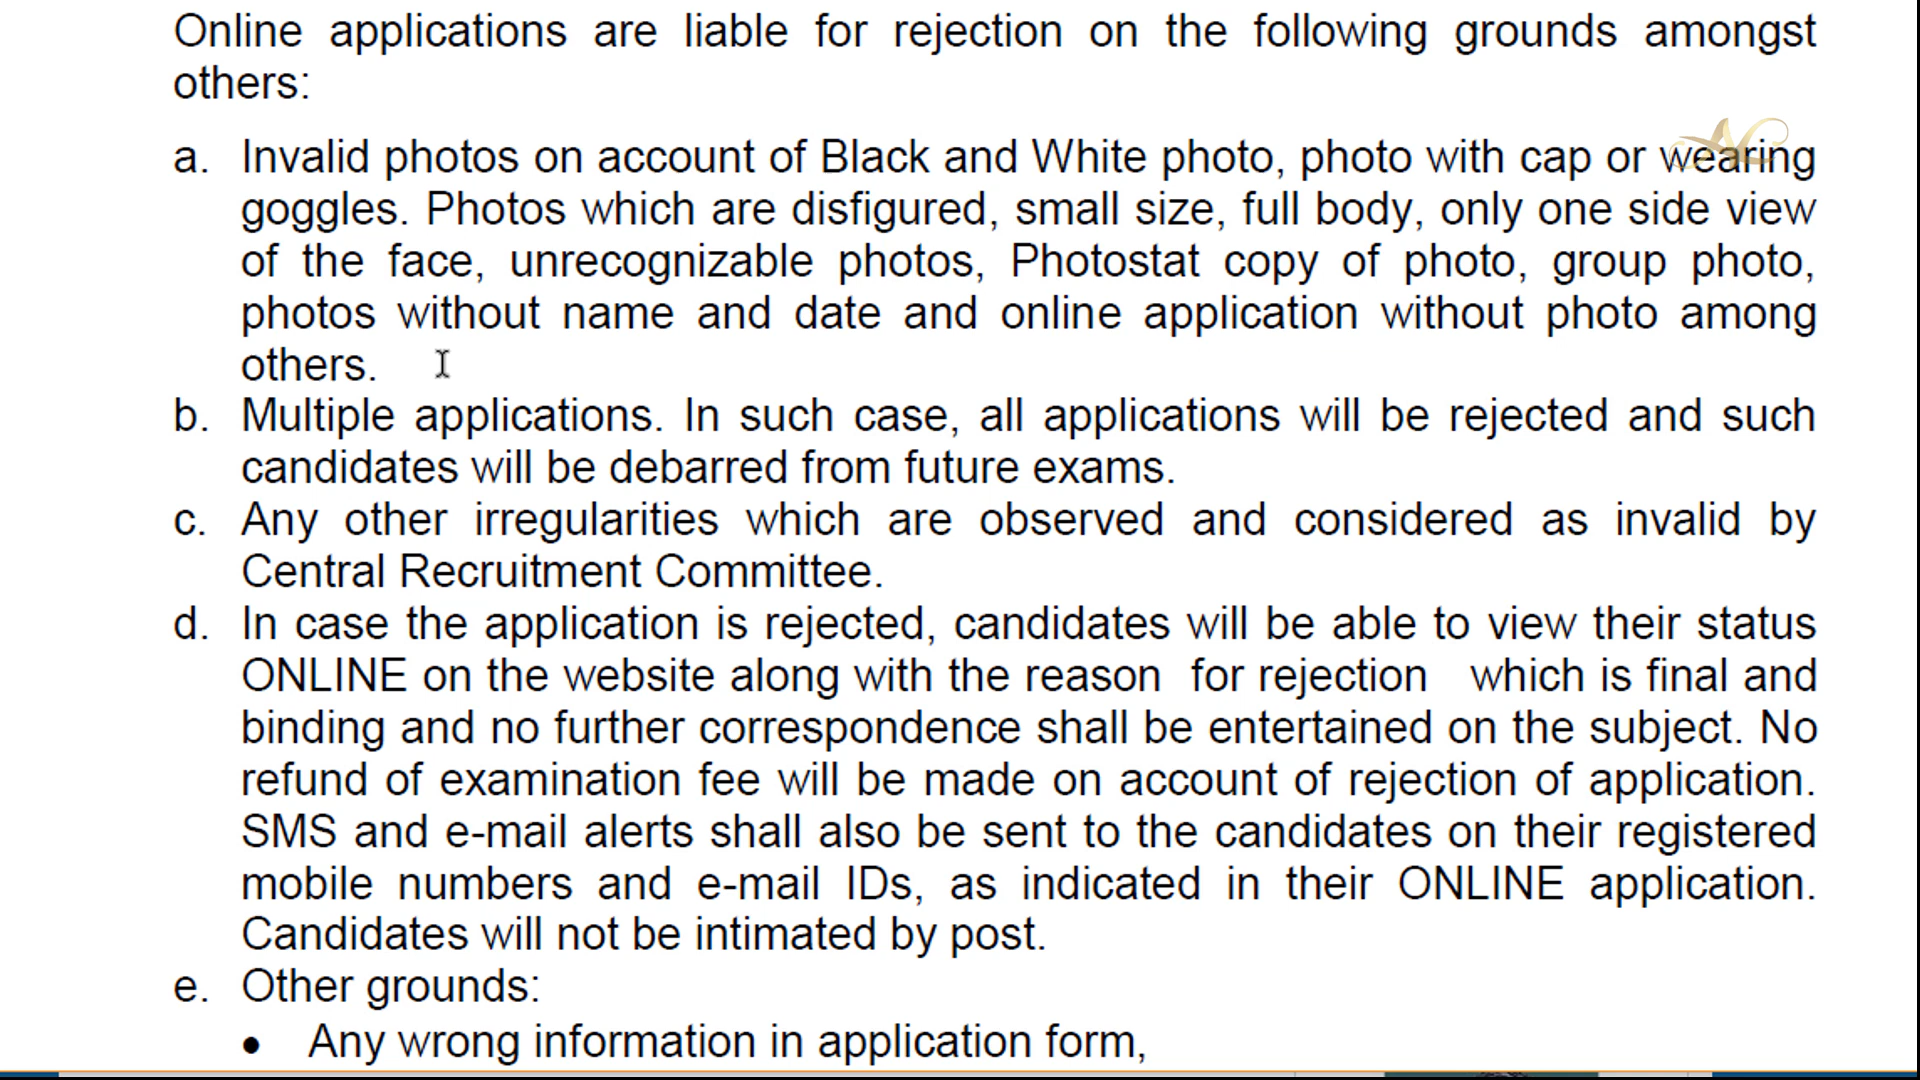 Online applications are liable for rejection on the following grounds amongst
others:
a. Invalid photos on account of Black and White photo, photo with cap or wearing
goggles. Photos which are disfigured, small size, full body, only one side view
of the face, unrecognizable photos, Photostat copy of photo, group photo,
photos without name and date and online application without photo among
others.
b. Multiple applications. In such case, all applications will be rejected and such
candidates will be debarred from future exams.
c. Any other irregularities which are observed and considered as invalid by
Central Recruitment Committee.
d. In case the application is rejected, candidates will be able to view their status
ONLINE on the website along with the reason for rejection which is final and
binding and no further correspondence shall be entertained on the subject. No
refund of examination fee will be made on account of rejection of application.
SMS and e-mail alerts shall also be sent to the candidates on their registered
mobile numbers and e-mail IDs, as indicated in their ONLINE application.
Candidates will not be intimated by post.
e. Other grounds:
• Any wrong information in application form,